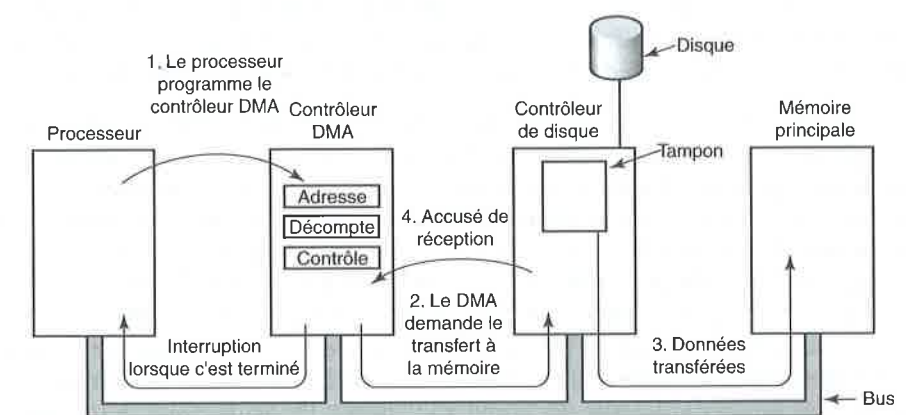 Disque
1. Le processeur
programme le
contrôleur DMA
Processeur
Contrôleur
DMA
Contrôleur
de disque
Mémoire
principale
Tampon
Adresse
Décompte
Contrôle
4. Accusé de
réception
2. Le DMA
demande le
transfert à
la mémoire
Interruption
lorsque c'est terminé
3. Données
transférées
Bus